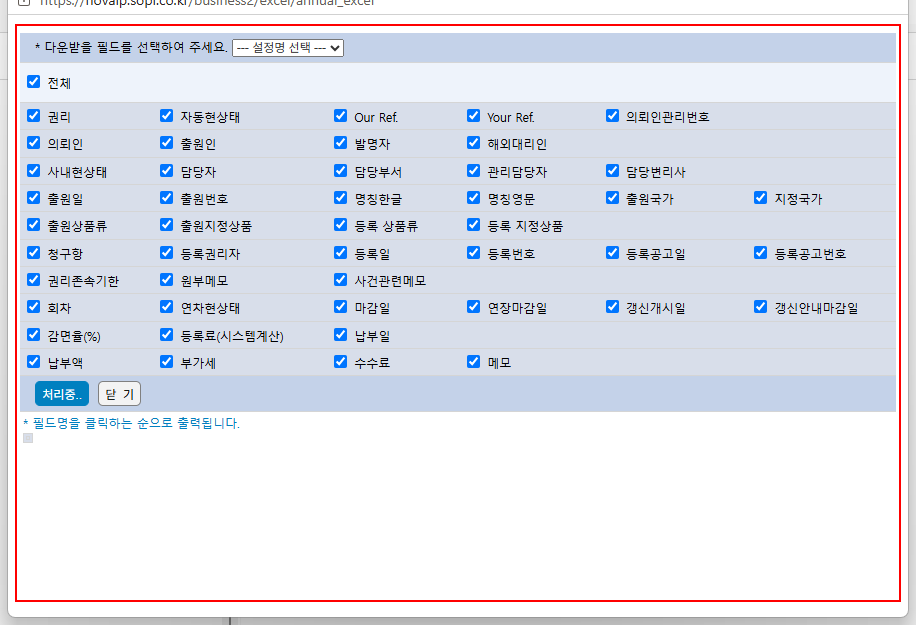 https://novaip.sopi.co.kr/business2/excel/annual_excel
* 다운받을 필드를 선택하여 주세요. --- 설정명 선택 ---
전체
권리 자동현상태 Our Ref. Your Ref. 의뢰인관리번호
의뢰인 출원인 발명자 해외대리인
사내현상태 담당자 담당부서 관리담당자 담당변리사
출원일 출원번호 명칭한글 명칭영문 출원국가 지정국가
출원상품류 출원지정상품 등록 상품류 등록 지정상품
청구항 등록권리자 등록일 등록번호 등록공고일 등록공고번호
권리존속기한 원부메모 사건관련메모
회차 연차현상태 마감일 연장마감일 갱신개시일 갱신안내마감일
감면율(%) 등록료(시스템계산) 납부일
납부액 부가세 수수료 메모
처리중.. 닫 기
* 필드명을 클릭하는 순으로 출력됩니다.